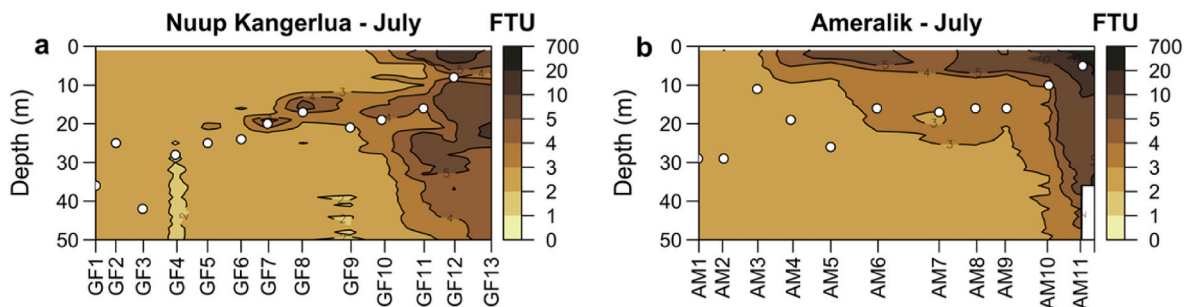 Nuup Kangerlua - July
FTU
a
0
10
20
30
40
50
Depth (m)
700
20
10
5
4
3
2
1
0
GF1
GF2
GF3
GF4
GF5
GF6
GF7
GF8
GF9
GF10
GF11
GF12
GF13
Ameralik - July
FTU
b
0
10
20
30
40
50
Depth (m)
700
20
10
5
4
3
2
1
0
AM1
AM2
AM3
AM4
AM5
AM6
AM7
AM8
AM9
AM10
AM11